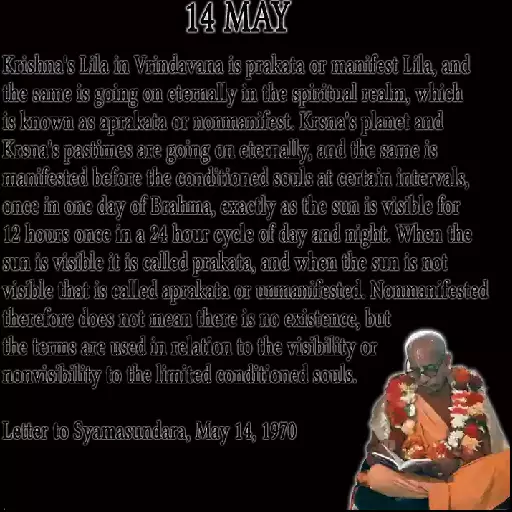 14 MAY
Krishna's Lila in Vrindavana is prakata or manifest Lila, and
the same is going on eternally in the spiritual realm, which
is known as aprakata or nonmanifest. Krsna's planet and
Krsna's pastimes are going on eternally, and the same is
manifested before the conditioned souls at certain intervals,
once in one day of Brahma, exactly as the sun is visible for
12 hours once in a 24 hour cycle of day and night. When the
sun is visible it is called prakata, and when the sun is not
visible that is called aprakata or unmanifested. Nonmanifested
therefore does not mean there is no existence, but
the terms are used in relation to the visibility or
nonvisibility to the limited conditioned souls.
Letter to Syamasundara, May 14, 1970